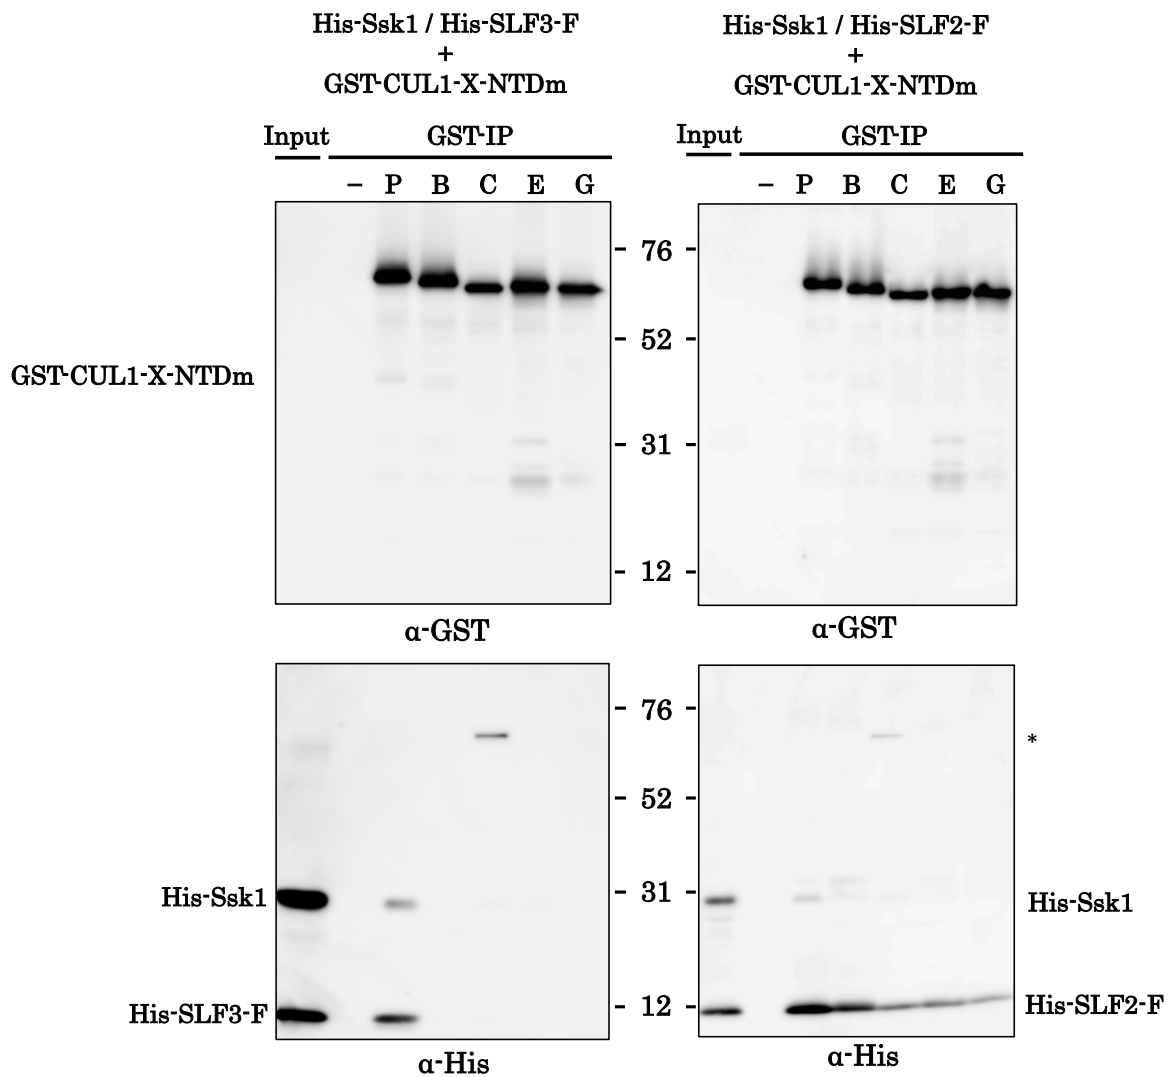 His-Ssk1 / His-SLF3-F
+
GST-CUL1-X-NTDm
Input GST-IP
– P B C E G
His-Ssk1 / His-SLF2-F
+
GST-CUL1-X-NTDm
Input GST-IP
– P B C E G
GST-CUL1-X-NTDm
– 76 –
– 52 –
– 31 –
– 12 –
α-GST
α-GST
– 76 –
*
– 52 –
His-Ssk1 – 31 – His-Ssk1
His-SLF3-F – 12 – His-SLF2-F
α-His
α-His